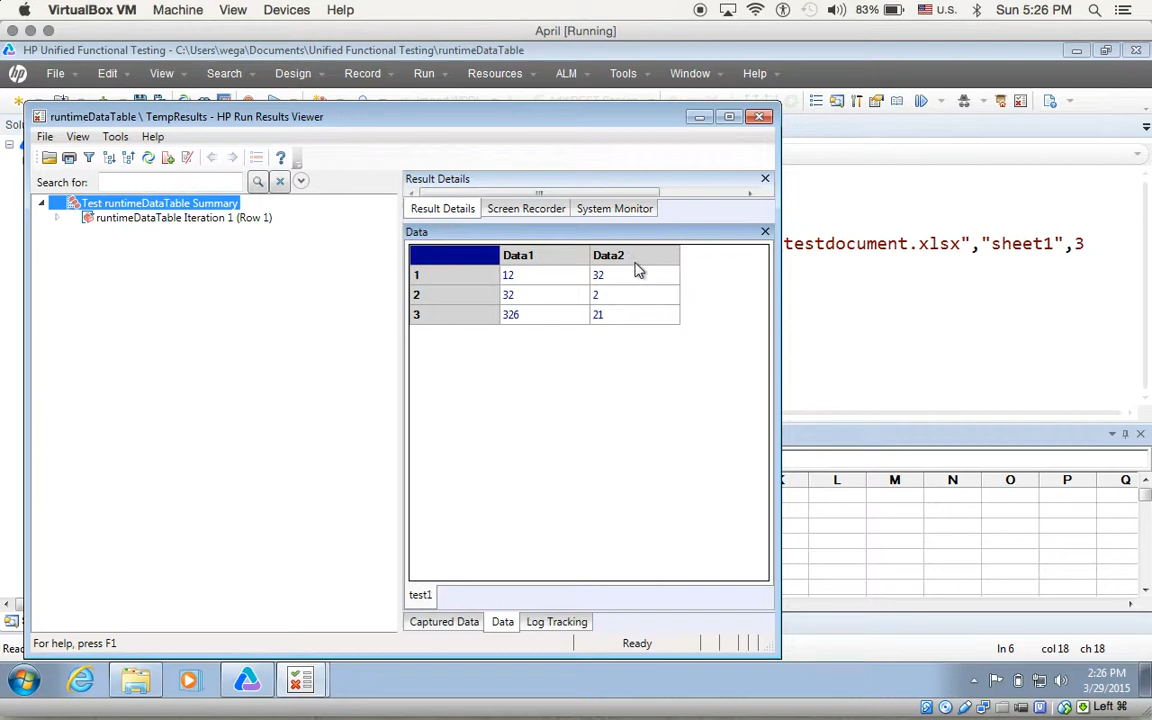 VirtualBox VM Machine View Devices Help 83% U.S. Sun 5:26 PM
April [Running]
HP Unified Functional Testing - C:\Users\wega\Documents\Unified Functional Testing\runtimeDataTable
hp File Edit View Search Design Record Run Resources ALM Tools Window Help
runtimeDataTable \ TempResults - HP Run Results Viewer
File View Tools Help
Search for:
Test runtimeDataTable Summary
runtimeDataTable Iteration 1 (Row 1)
Result Details
Result Details Screen Recorder System Monitor
Data
Data1 Data2
1 12 32
2 32 2
3 326 21
test1
Captured Data Data Log Tracking
For help, press F1 Ready
testdocument.xlsx","sheet1",3
L M N O P Q
ln 6 col 18 ch 18
2:26 PM
3/29/2015
Left ⌘